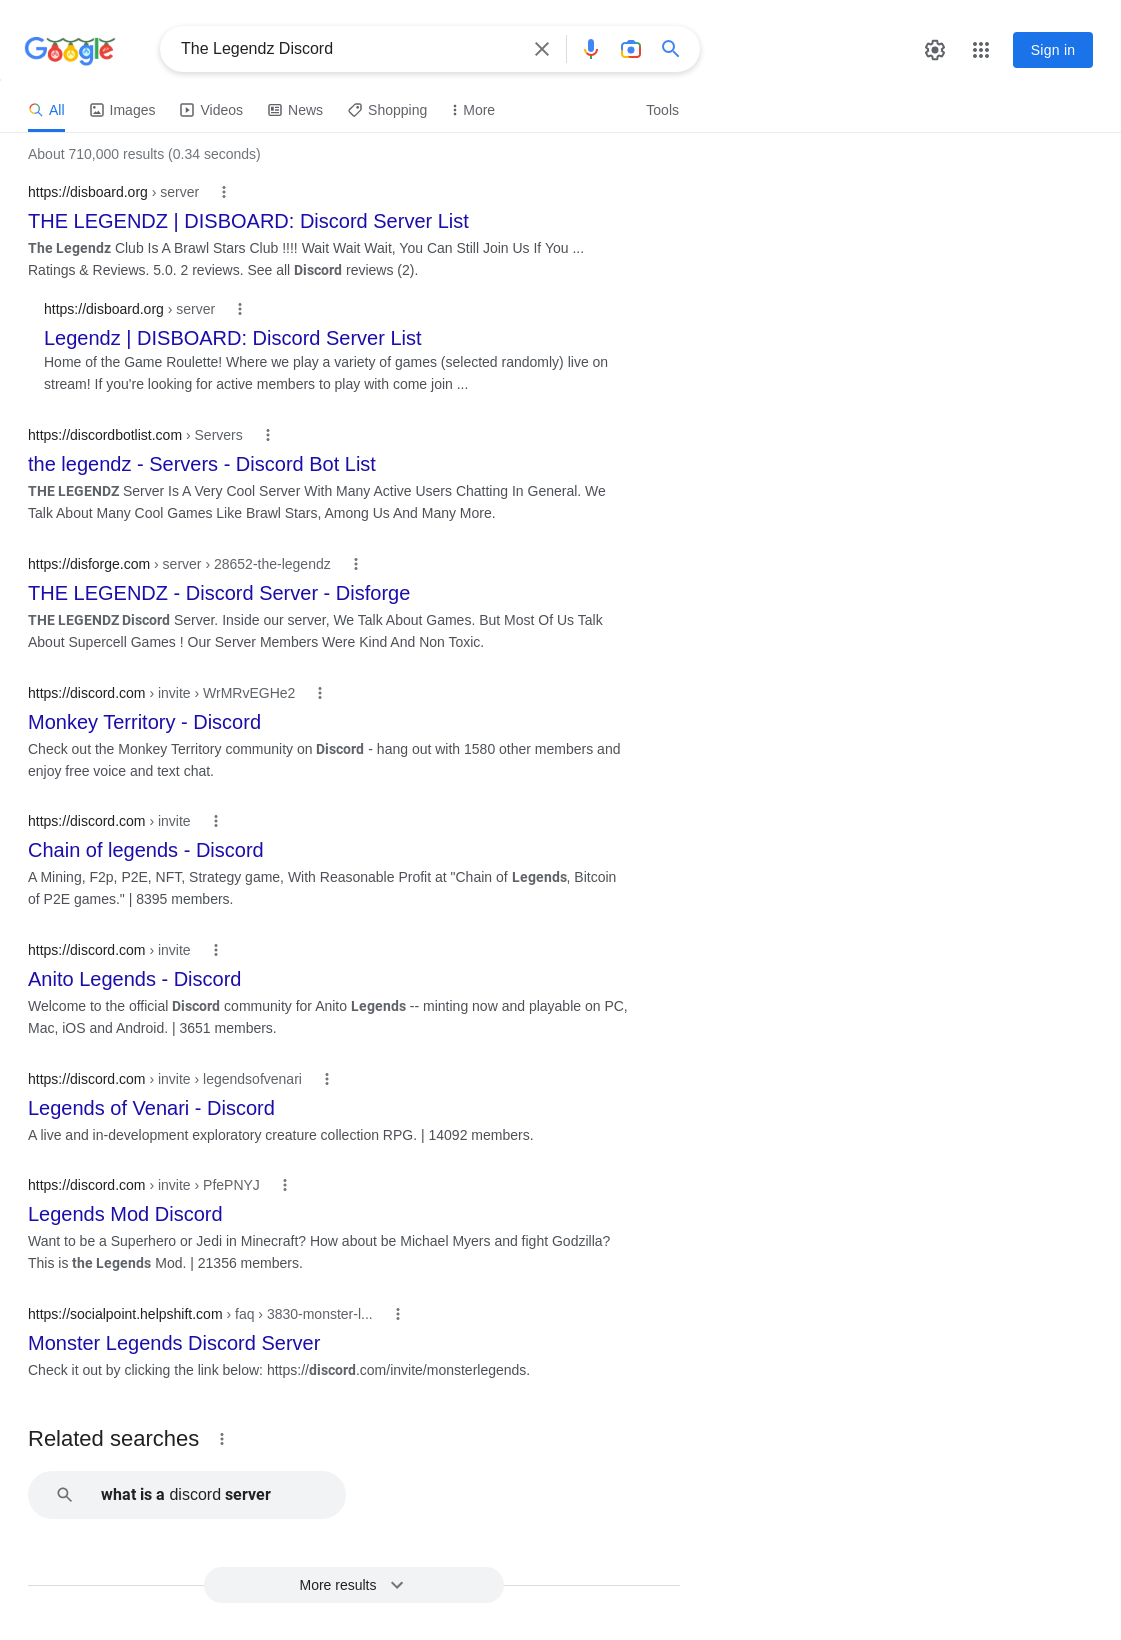 Google
The Legendz Discord
Sign in
All
Images
Videos
News
Shopping
More
Tools
About 710,000 results (0.34 seconds)
https://disboard.org › server
THE LEGENDZ | DISBOARD: Discord Server List
The Legendz Club Is A Brawl Stars Club !!!! Wait Wait Wait, You Can Still Join Us If You ...
Ratings & Reviews. 5.0. 2 reviews. See all Discord reviews (2).
https://disboard.org › server
Legendz | DISBOARD: Discord Server List
Home of the Game Roulette! Where we play a variety of games (selected randomly) live on
stream! If you're looking for active members to play with come join ...
https://discordbotlist.com › Servers
the legendz - Servers - Discord Bot List
THE LEGENDZ Server Is A Very Cool Server With Many Active Users Chatting In General. We
Talk About Many Cool Games Like Brawl Stars, Among Us And Many More.
https://disforge.com › server › 28652-the-legendz
THE LEGENDZ - Discord Server - Disforge
THE LEGENDZ Discord Server. Inside our server, We Talk About Games. But Most Of Us Talk
About Supercell Games ! Our Server Members Were Kind And Non Toxic.
https://discord.com › invite › WrMRvEGHe2
Monkey Territory - Discord
Check out the Monkey Territory community on Discord - hang out with 1580 other members and
enjoy free voice and text chat.
https://discord.com › invite
Chain of legends - Discord
A Mining, F2p, P2E, NFT, Strategy game, With Reasonable Profit at "Chain of Legends, Bitcoin
of P2E games." | 8395 members.
https://discord.com › invite
Anito Legends - Discord
Welcome to the official Discord community for Anito Legends -- minting now and playable on PC,
Mac, iOS and Android. | 3651 members.
https://discord.com › invite › legendsofvenari
Legends of Venari - Discord
A live and in-development exploratory creature collection RPG. | 14092 members.
https://discord.com › invite › PfePNYJ
Legends Mod Discord
Want to be a Superhero or Jedi in Minecraft? How about be Michael Myers and fight Godzilla?
This is the Legends Mod. | 21356 members.
https://socialpoint.helpshift.com › faq › 3830-monster-l...
Monster Legends Discord Server
Check it out by clicking the link below: https://discord.com/invite/monsterlegends.
Related searches
what is a discord server
More results